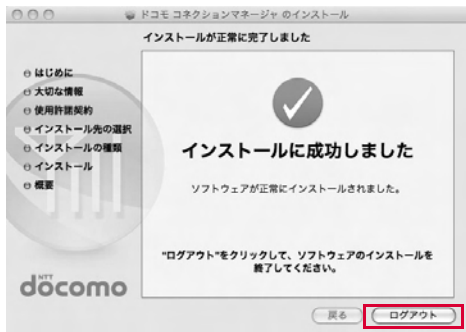 ドコモ コネクションマネージャ のインストール
インストールが正常に完了しました
はじめに
大切な情報
使用許諾契約
インストール先の選択
インストールの種類
インストール
概要
インストールに成功しました
ソフトウェアが正常にインストールされました。
"ログアウト"をクリックして、ソフトウェアのインストールを
終了してください。
NTT
döcomo
戻る
ログアウト